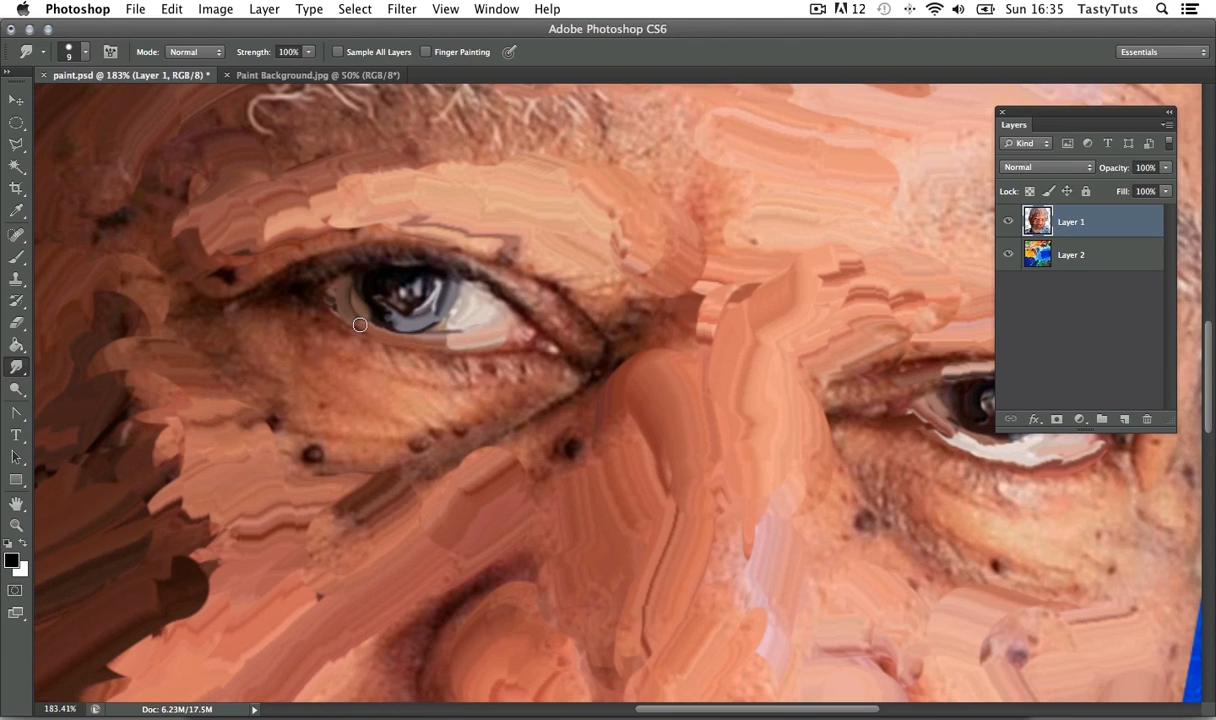 Photoshop File Edit Image Layer Type Select Filter View Window Help 12 Sun 16:35 TastyTuts
Adobe Photoshop CS6
9 Mode: Normal Strength: 100% Sample All Layers Finger Painting Essentials
paint.psd @ 183% (Layer 1, RGB/8) * Paint Background.jpg @ 50% (RGB/8*)
Layers
Kind
Normal Opacity: 100%
Lock: Fill: 100%
Layer 1
Layer 2
fx
183.41% Doc: 6.23M/17.5M